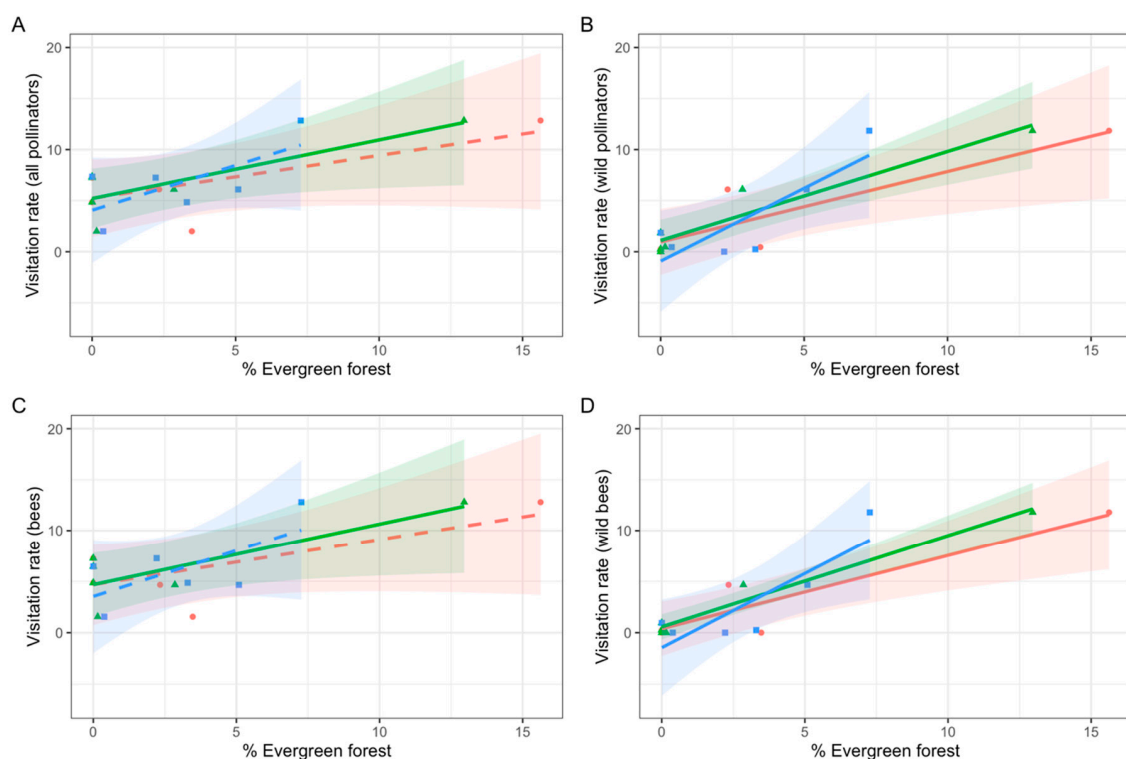 A
B
Visitation rate (all pollinators)
20
10
0
0
5
10
15
% Evergreen forest
Visitation rate (wild pollinators)
20
10
0
0
5
10
15
% Evergreen forest
C
D
Visitation rate (bees)
20
10
0
0
5
10
15
% Evergreen forest
Visitation rate (wild bees)
20
10
0
0
5
10
15
% Evergreen forest